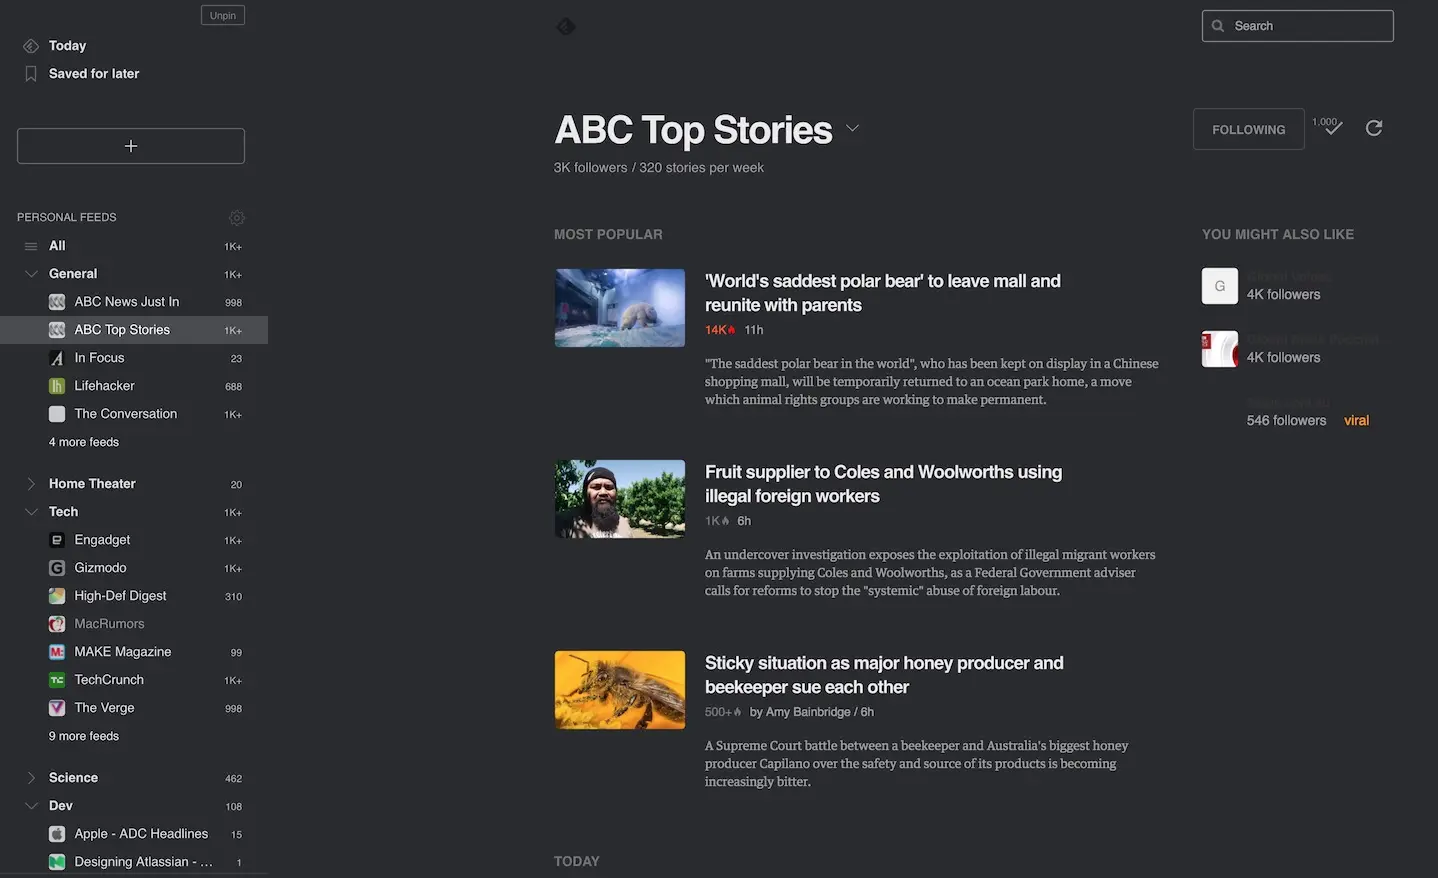 Unpin
Today
Saved for later
+
PERSONAL FEEDS
All 1K+
General 1K+
ABC News Just In 998
ABC Top Stories 1K+
In Focus 23
Lifehacker 688
The Conversation 1K+
4 more feeds
Home Theater 20
Tech 1K+
Engadget 1K+
Gizmodo 1K+
High-Def Digest 310
MacRumors
MAKE Magazine 99
TechCrunch 1K+
The Verge 998
9 more feeds
Science 462
Dev 108
Apple - ADC Headlines 15
Designing Atlassian - … 1
Search
ABC Top Stories
FOLLOWING
1,000
3K followers / 320 stories per week
MOST POPULAR
'World's saddest polar bear' to leave mall and
reunite with parents
14K 11h
"The saddest polar bear in the world", who has been kept on display in a Chinese
shopping mall, will be temporarily returned to an ocean park home, a move
which animal rights groups are working to make permanent.
Fruit supplier to Coles and Woolworths using
illegal foreign workers
1K 6h
An undercover investigation exposes the exploitation of illegal migrant workers
on farms supplying Coles and Woolworths, as a Federal Government adviser
calls for reforms to stop the "systemic" abuse of foreign labour.
Sticky situation as major honey producer and
beekeeper sue each other
500+ by Amy Bainbridge / 6h
A Supreme Court battle between a beekeeper and Australia's biggest honey
producer Capilano over the safety and source of its products is becoming
increasingly bitter.
TODAY
YOU MIGHT ALSO LIKE
G
4K followers
4K followers
546 followers viral